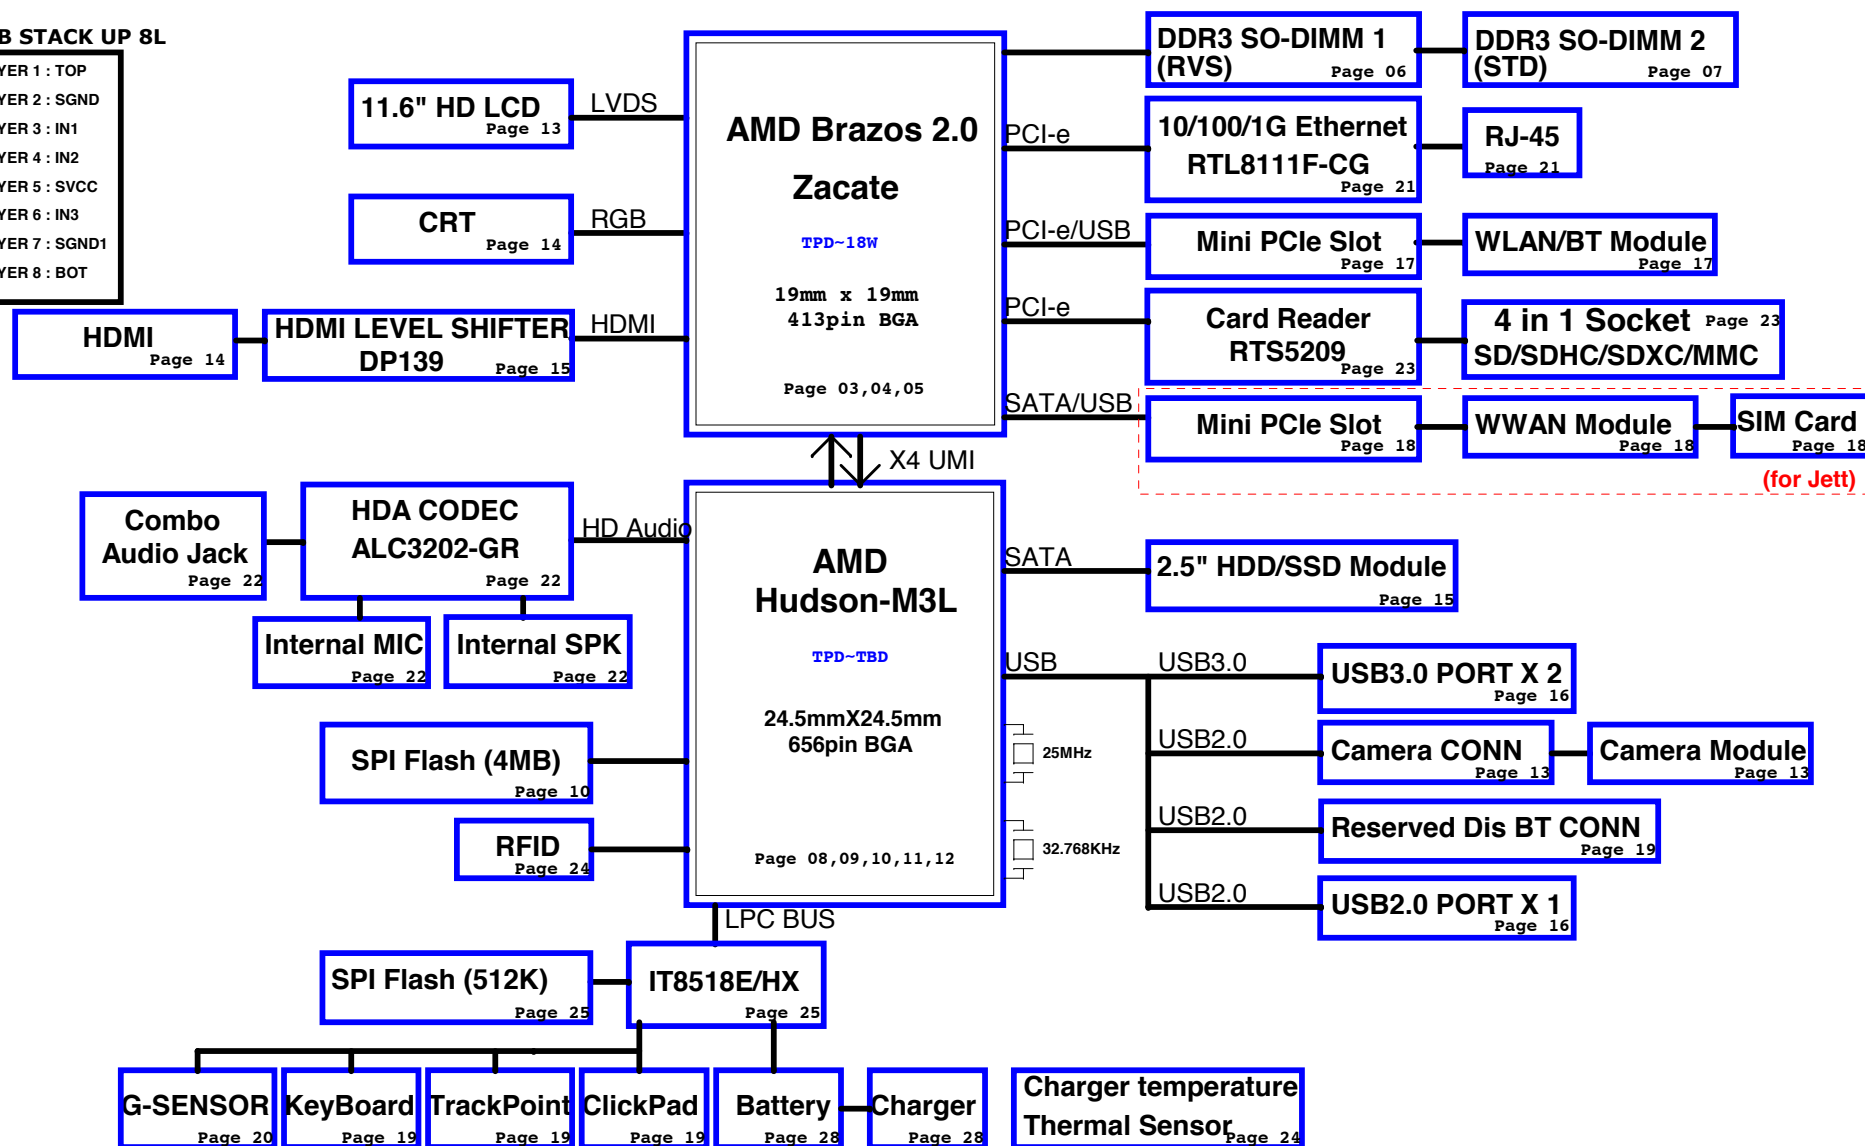 B STACK UP 8L
YER 1 : TOP
YER 2 : SGND
YER 3 : IN1
YER 4 : IN2
YER 5 : SVCC
YER 6 : IN3
YER 7 : SGND1
YER 8 : BOT
11.6" HD LCD
Page 13
LVDS
CRT
Page 14
RGB
HDMI
Page 14
HDMI LEVEL SHIFTER
DP139
Page 15
HDMI
AMD Brazos 2.0
Zacate
TPD~18W
19mm x 19mm
413pin BGA
Page 03,04,05
DDR3 SO-DIMM 1
(RVS)
Page 06
DDR3 SO-DIMM 2
(STD)
Page 07
PCI-e
10/100/1G Ethernet
RTL8111F-CG
Page 21
RJ-45
Page 21
PCI-e/USB
Mini PCIe Slot
Page 17
WLAN/BT Module
Page 17
PCI-e
Card Reader
RTS5209
Page 23
4 in 1 Socket
Page 23
SD/SDHC/SDXC/MMC
SATA/USB
Mini PCIe Slot
Page 18
WWAN Module
Page 18
SIM Card
Page 18
(for Jett)
X4 UMI
Combo
Audio Jack
Page 22
HDA CODEC
ALC3202-GR
Page 22
HD Audio
Internal MIC
Page 22
Internal SPK
Page 22
AMD
Hudson-M3L
TPD~TBD
24.5mmX24.5mm
656pin BGA
Page 08,09,10,11,12
SATA
2.5" HDD/SSD Module
Page 15
USB
USB3.0
USB3.0 PORT X 2
Page 16
25MHz
USB2.0
Camera CONN
Page 13
Camera Module
Page 13
32.768KHz
USB2.0
Reserved Dis BT CONN
Page 19
USB2.0
USB2.0 PORT X 1
Page 16
SPI Flash (4MB)
Page 10
RFID
Page 24
LPC BUS
SPI Flash (512K)
Page 25
IT8518E/HX
Page 25
G-SENSOR
Page 20
KeyBoard
Page 19
TrackPoint
Page 19
ClickPad
Page 19
Battery
Page 28
Charger
Page 28
Charger temperature
Thermal Sensor
Page 24